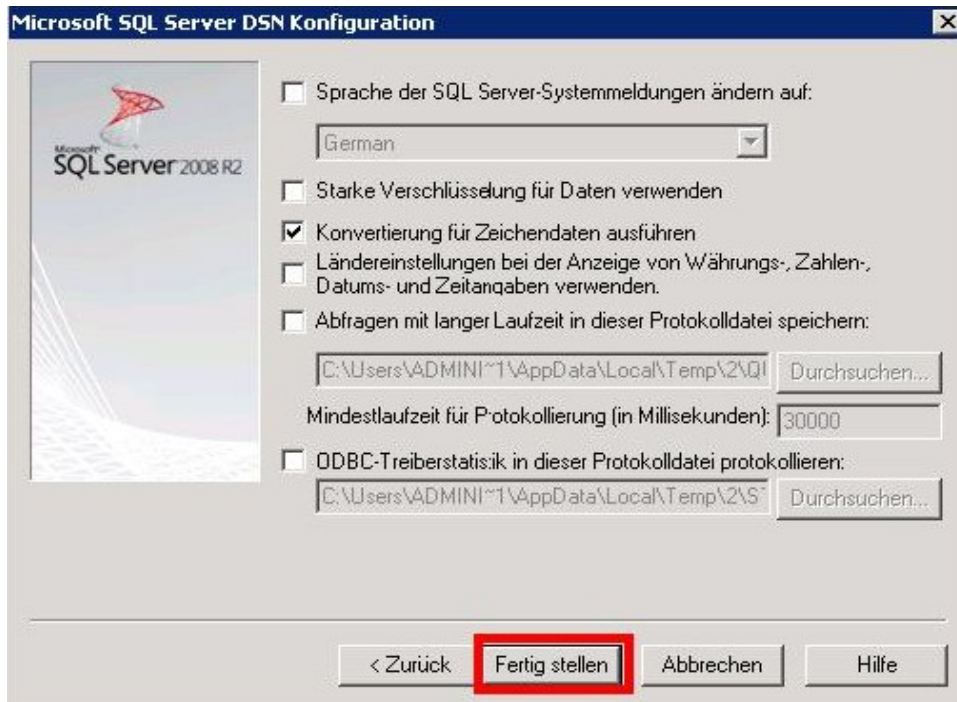 Microsoft SQL Server DSN Konfiguration
Microsoft
SQL Server 2008 R2
Sprache der SQL Server-Systemmeldungen ändern auf:
German
Starke Verschlüsselung für Daten verwenden
Konvertierung für Zeichendaten ausführen
Ländereinstellungen bei der Anzeige von Währungs-, Zahlen-,
Datums- und Zeitangaben verwenden.
Abfragen mit langer Laufzeit in dieser Protokolldatei speichern:
C:\Users\ADMINI~1\AppData\Local\Temp\2\QU Durchsuchen...
Mindestlaufzeit für Protokollierung (in Millisekunden): 30000
ODBC-Treiberstatistik in dieser Protokolldatei protokollieren:
C:\Users\ADMINI~1\AppData\Local\Temp\2\ST Durchsuchen...
< Zurück Fertig stellen Abbrechen Hilfe